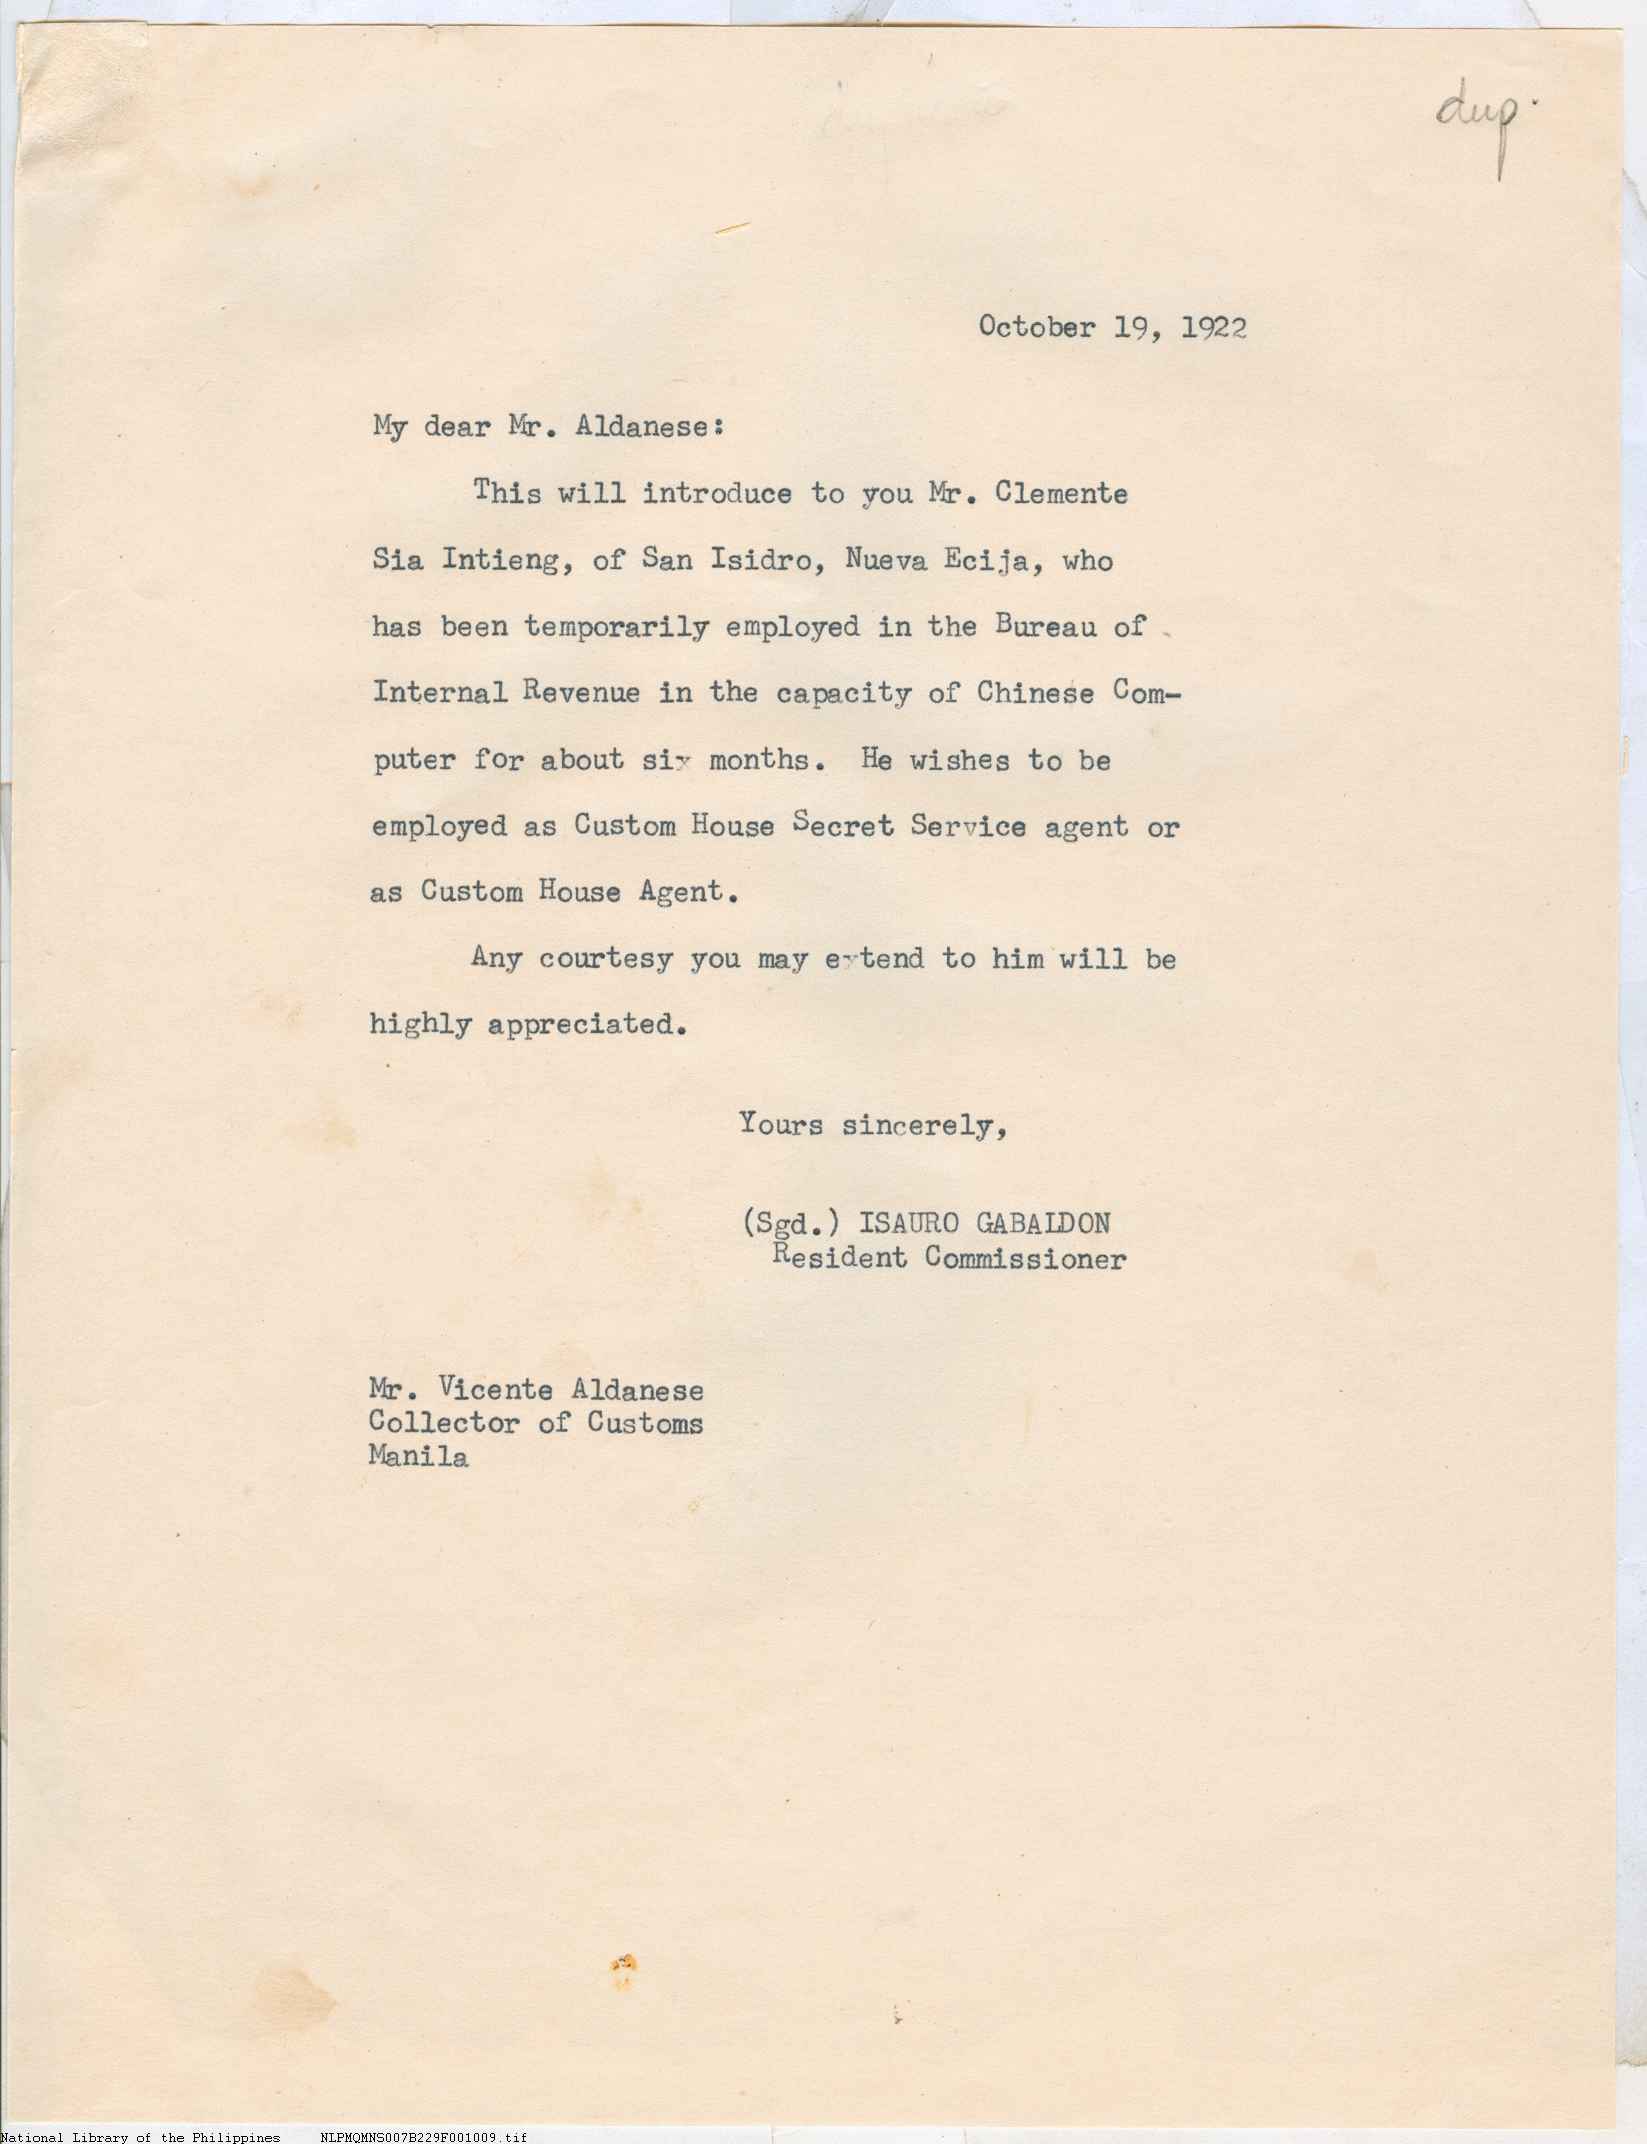 dup.
October 19, 1922
My dear Mr. Aldanese:
This will introduce to you Mr. Clemente
Sia Intieng, of San Isidro, Nueva Ecija, who
has been temporarily employed in the Bureau of
Internal Revenue in the capacity of Chinese Com-
puter for about six months. He wishes to be
employed as Custom House Secret Service agent or
as Custom House Agent.
Any courtesy you may extend to him will be
highly appreciated.
Yours sincerely,
(Sgd.) ISAURO GABALDON
Resident Commissioner
Mr. Vicente Aldanese
Collector of Customs
Manila
National Library of the Philippines NLPMQMNS007B229F001009.tif